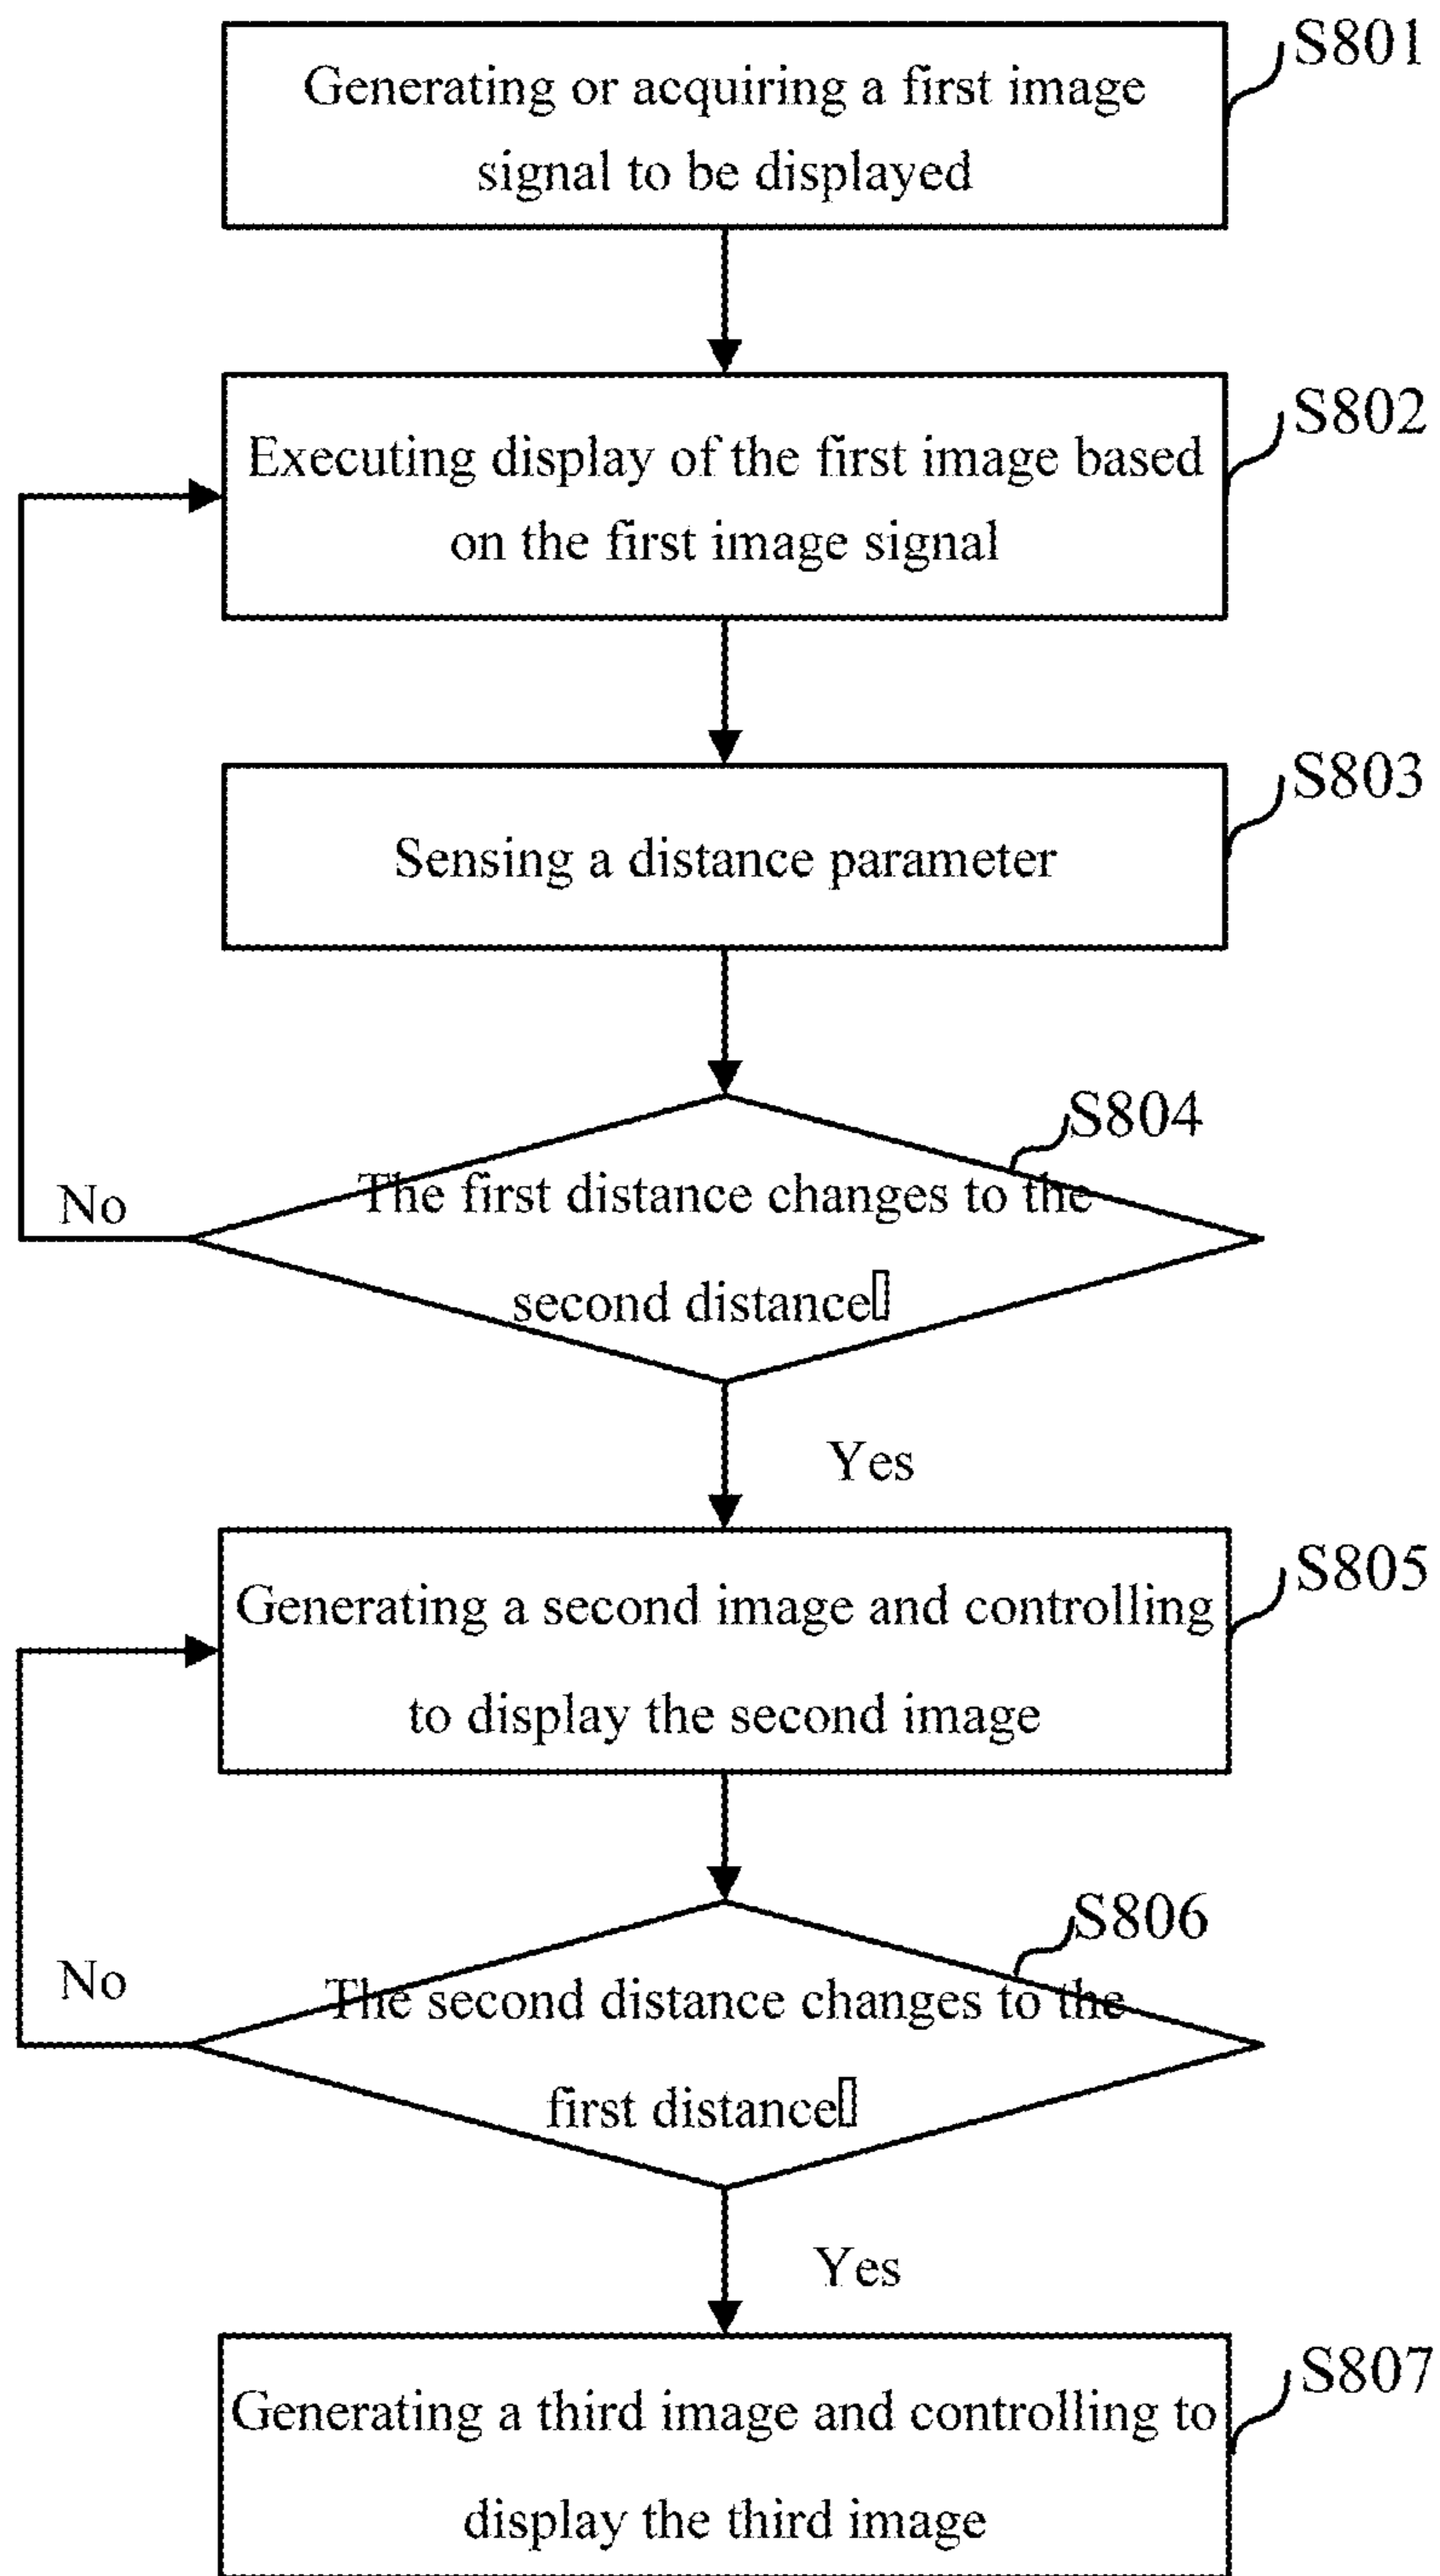 S801
Generating or acquiring a first image
signal to be displayed
S802
Executing display of the first image based
on the first image signal
S803
Sensing a distance parameter
S804
The first distance changes to the
second distance▯
No
Yes
S805
Generating a second image and controlling
to display the second image
S806
The second distance changes to the
first distance▯
No
Yes
S807
Generating a third image and controlling to
display the third image